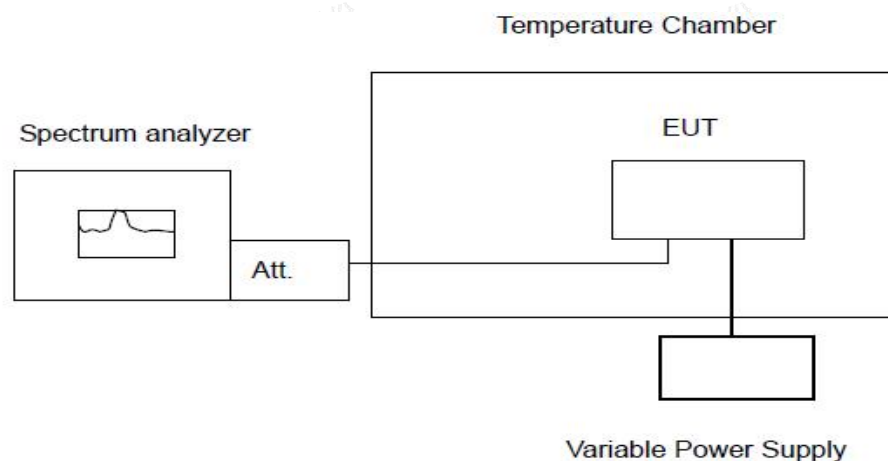 Temperature Chamber
Spectrum analyzer
EUT
Att.
Variable Power Supply